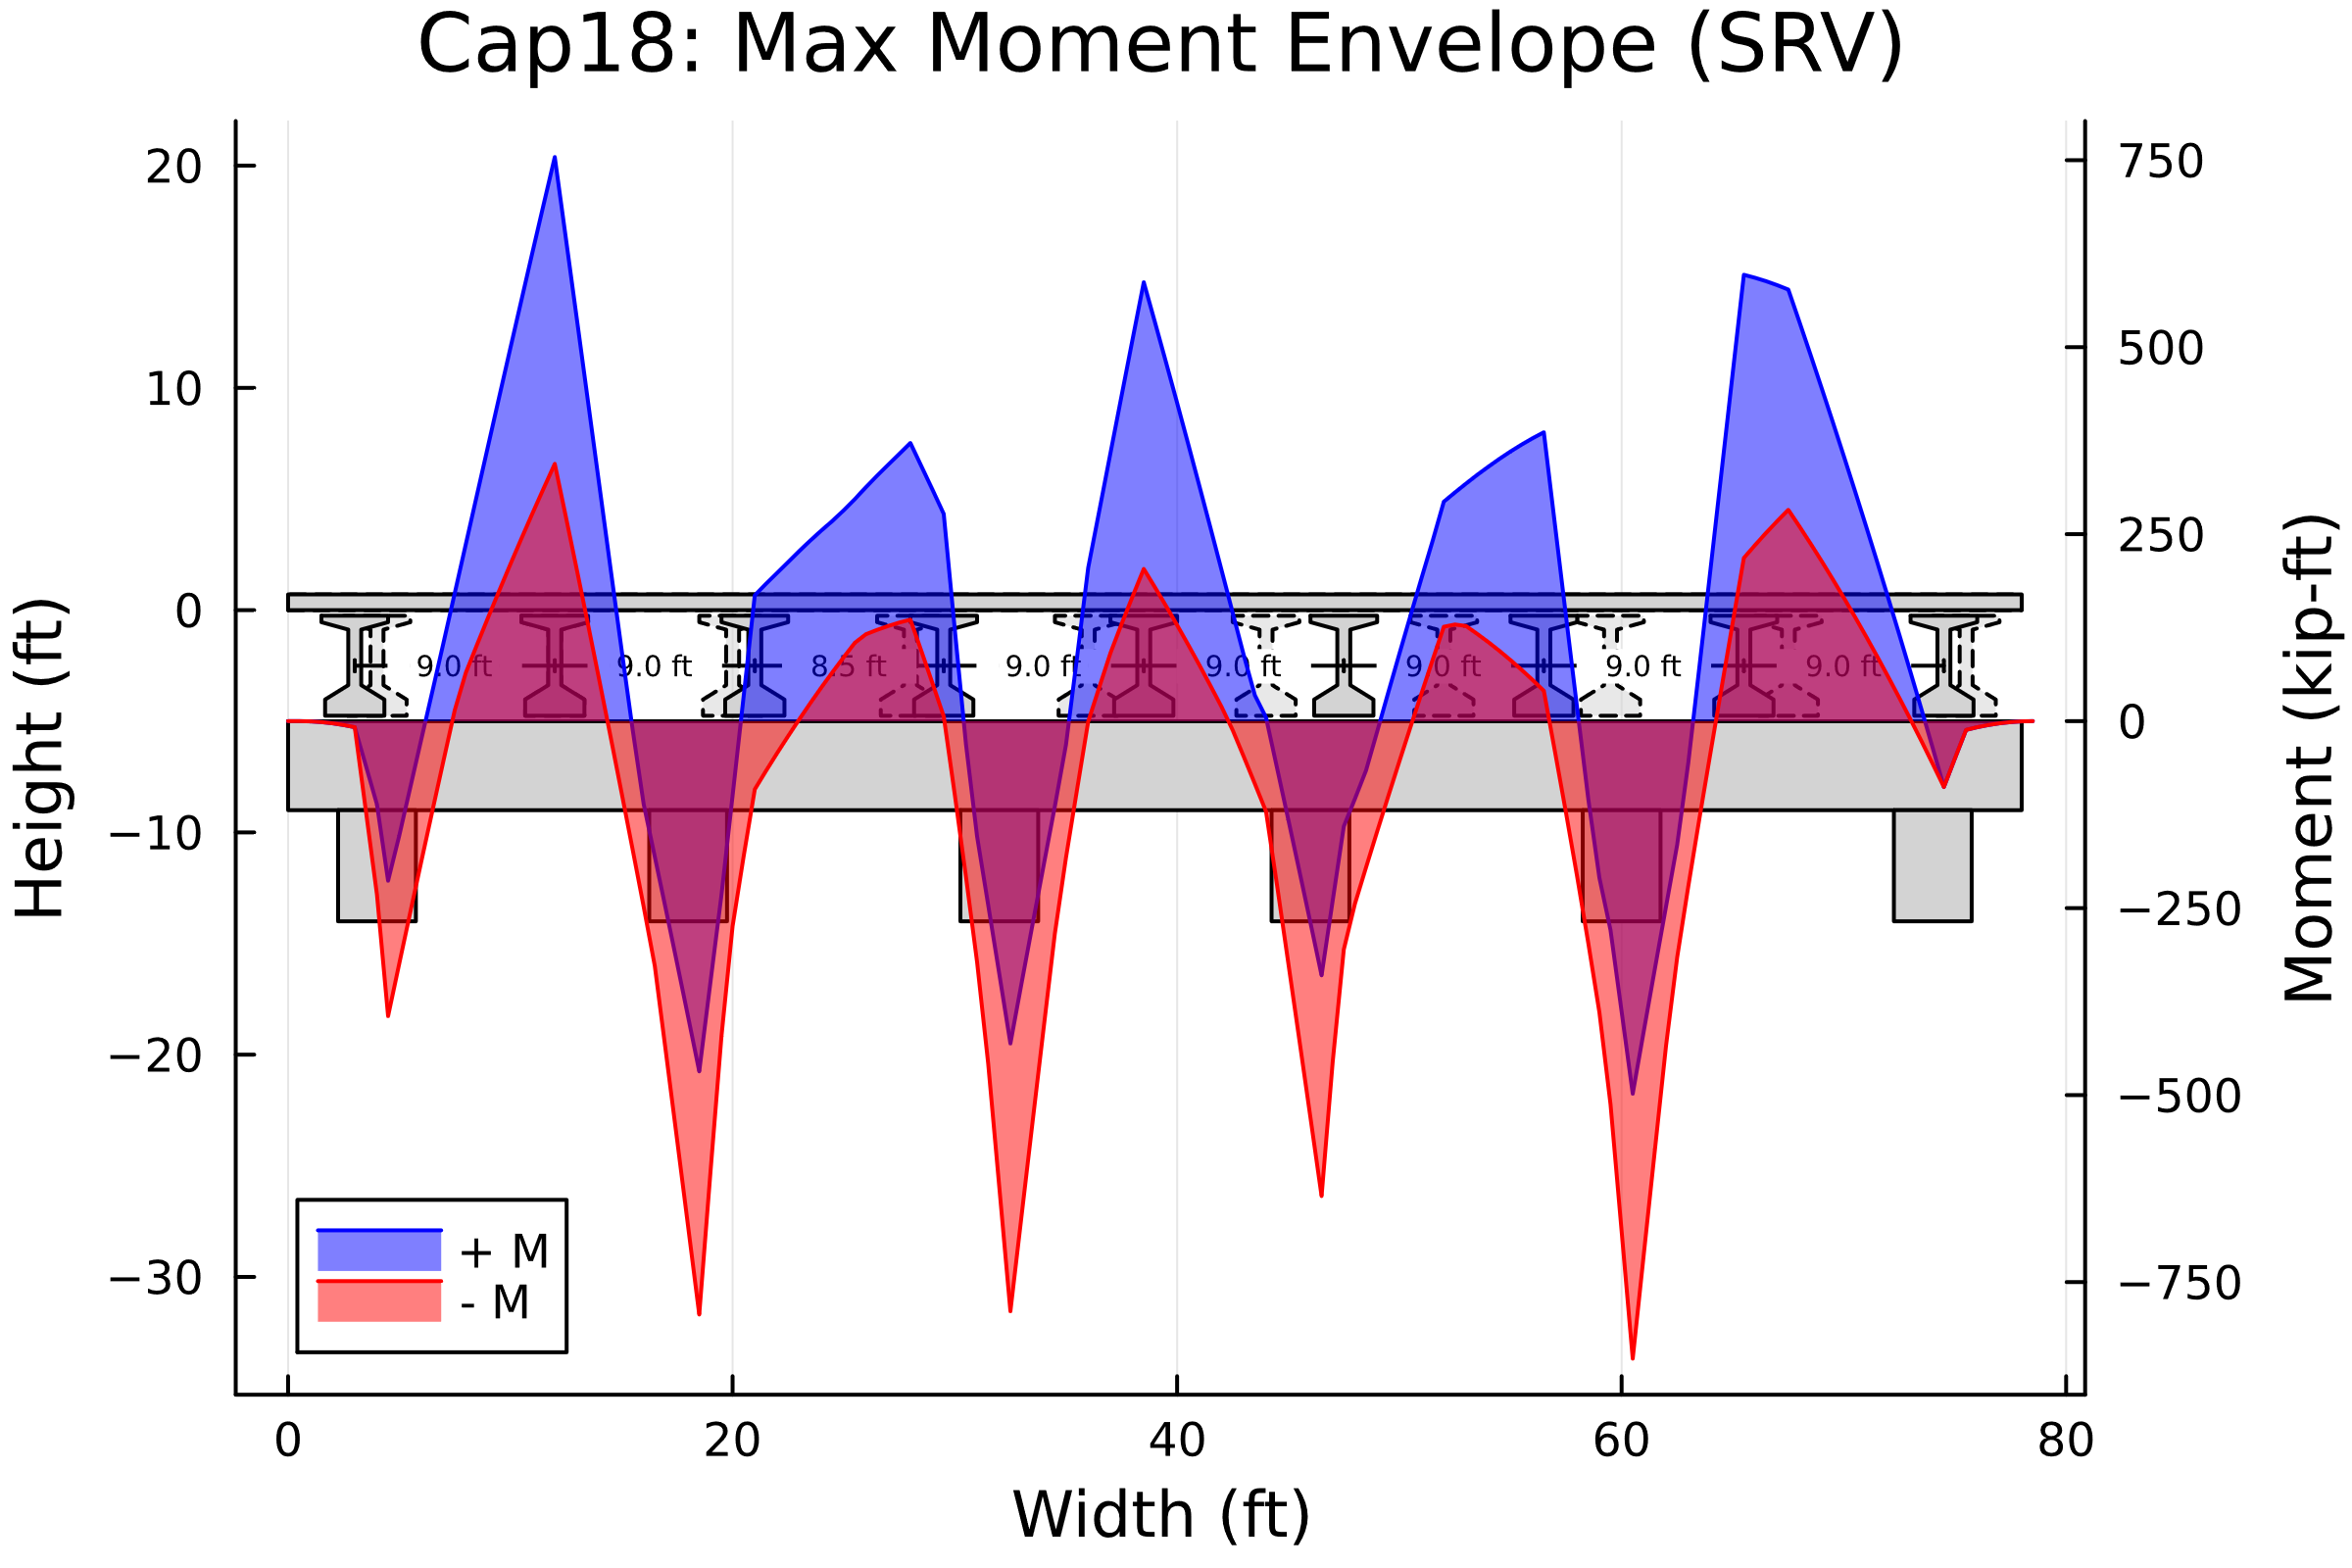 Cap18: Max Moment Envelope (SRV)
Height (ft)
20
10
0
−10
−20
−30
750
500
250
0
−250
−500
−750
Moment (kip-ft)
9.0 ft 9.0 ft 8.5 ft 9.0 ft 9.0 ft 9.0 ft 9.0 ft 9.0 ft
+ M
- M
0 20 40 60 80
Width (ft)